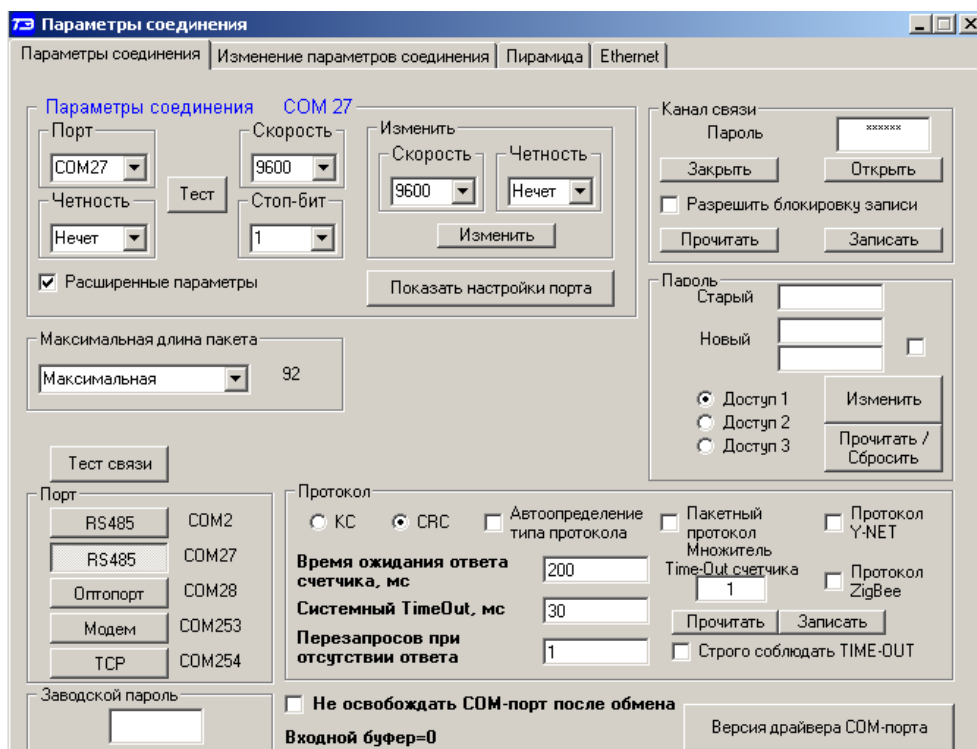 ТЭ Параметры соединения
Параметры соединения Изменение параметров соединения Пирамида Ethernet
Параметры соединения COM 27
Порт
COM27
Четность
Нечет
Тест
Скорость
9600
Стоп-бит
1
Изменить
Скорость
9600
Четность
Нечет
Изменить
Расширенные параметры
Показать настройки порта
Канал связи
Пароль
××××××
Закрыть
Открыть
Разрешить блокировку записи
Прочитать
Записать
Максимальная длина пакета
Максимальная
92
Пароль
Старый
Новый
Доступ 1
Доступ 2
Доступ 3
Изменить
Прочитать /
Сбросить
Тест связи
Порт
RS485 COM2
RS485 COM27
Оптопорт COM28
Модем COM253
TCP COM254
Протокол
КС
CRC
Автоопределение
типа протокола
Пакетный
протокол
Протокол
Y-NET
Время ожидания ответа
счетчика, мс
200
Множитель
Time-Out счетчика
1
Протокол
ZigBee
Системный TimeOut, мс
30
Прочитать
Записать
Перезапросов при
отсутствии ответа
1
Строго соблюдать TIME-OUT
Заводской пароль
Не освобождать COM-порт после обмена
Входной буфер=0
Версия драйвера COM-порта